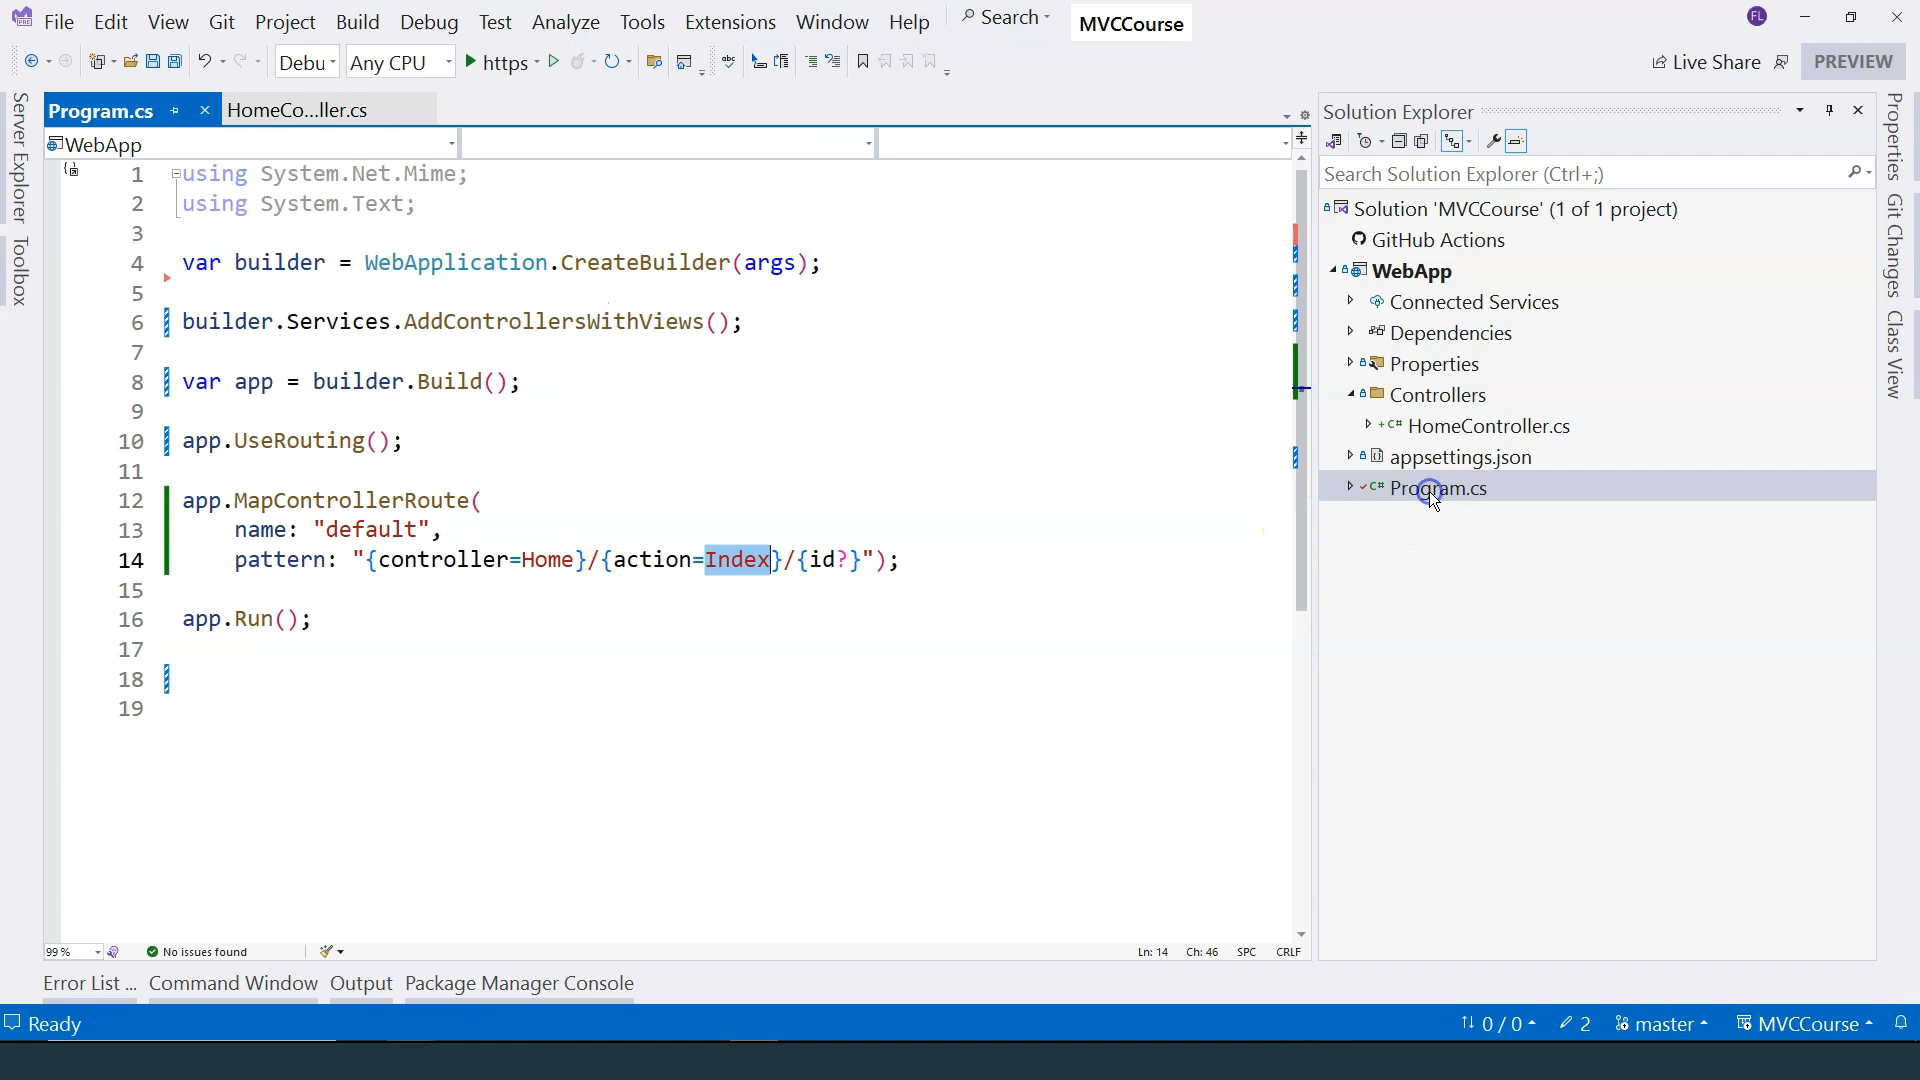 File Edit View Git Project Build Debug Test Analyze Tools Extensions Window Help Search MVCCourse FL
Debu Any CPU https Live Share PREVIEW
Server Explorer
Toolbox
Program.cs HomeCo...ller.cs
WebApp
1 using System.Net.Mime;
2 using System.Text;
3
4 var builder = WebApplication.CreateBuilder(args);
5
6 builder.Services.AddControllersWithViews();
7
8 var app = builder.Build();
9
10 app.UseRouting();
11
12 app.MapControllerRoute(
13 name: "default",
14 pattern: "{controller=Home}/{action=Index}/{id?}");
15
16 app.Run();
17
18
19
99 % No issues found Ln: 14 Ch: 46 SPC CRLF
Solution Explorer
Search Solution Explorer (Ctrl+;)
Solution 'MVCCourse' (1 of 1 project)
GitHub Actions
WebApp
Connected Services
Dependencies
Properties
Controllers
C# HomeController.cs
appsettings.json
C# Program.cs
Properties
Git Changes
Class View
Error List ... Command Window Output Package Manager Console
Ready 0 / 0 2 master MVCCourse